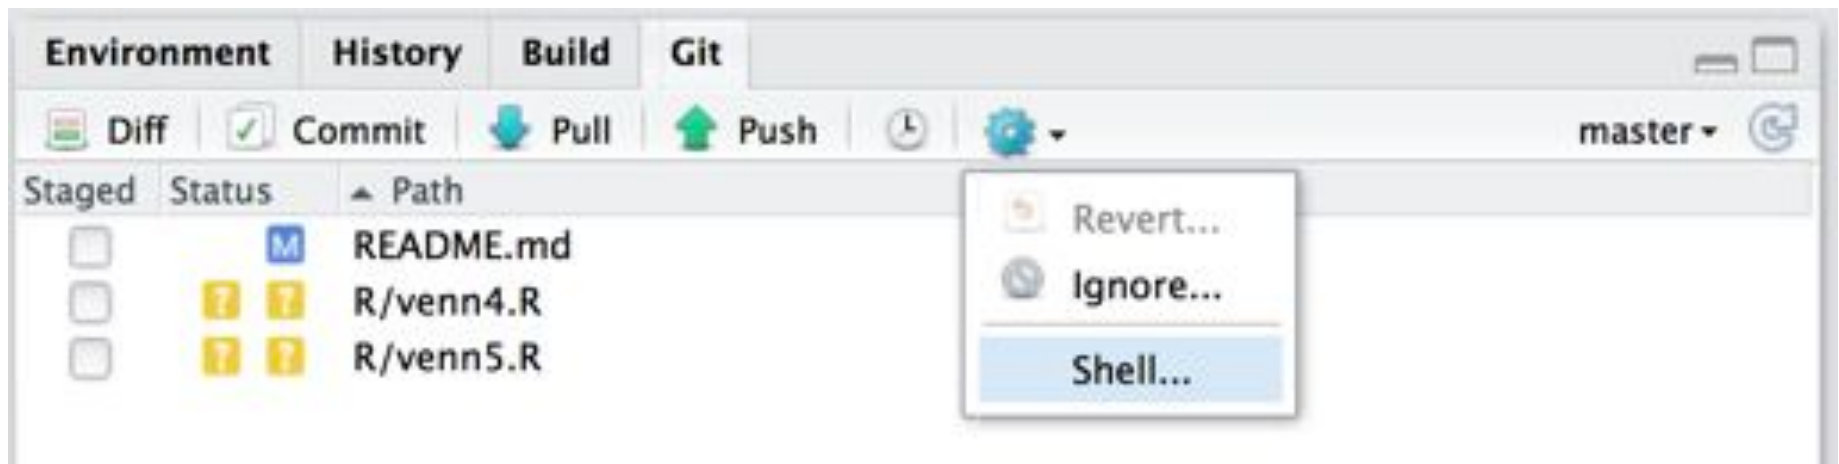 Environment History Build Git
Diff Commit Pull Push master
Staged Status Path
M README.md
? ? R/venn4.R
? ? R/venn5.R
Revert...
Ignore...
Shell...